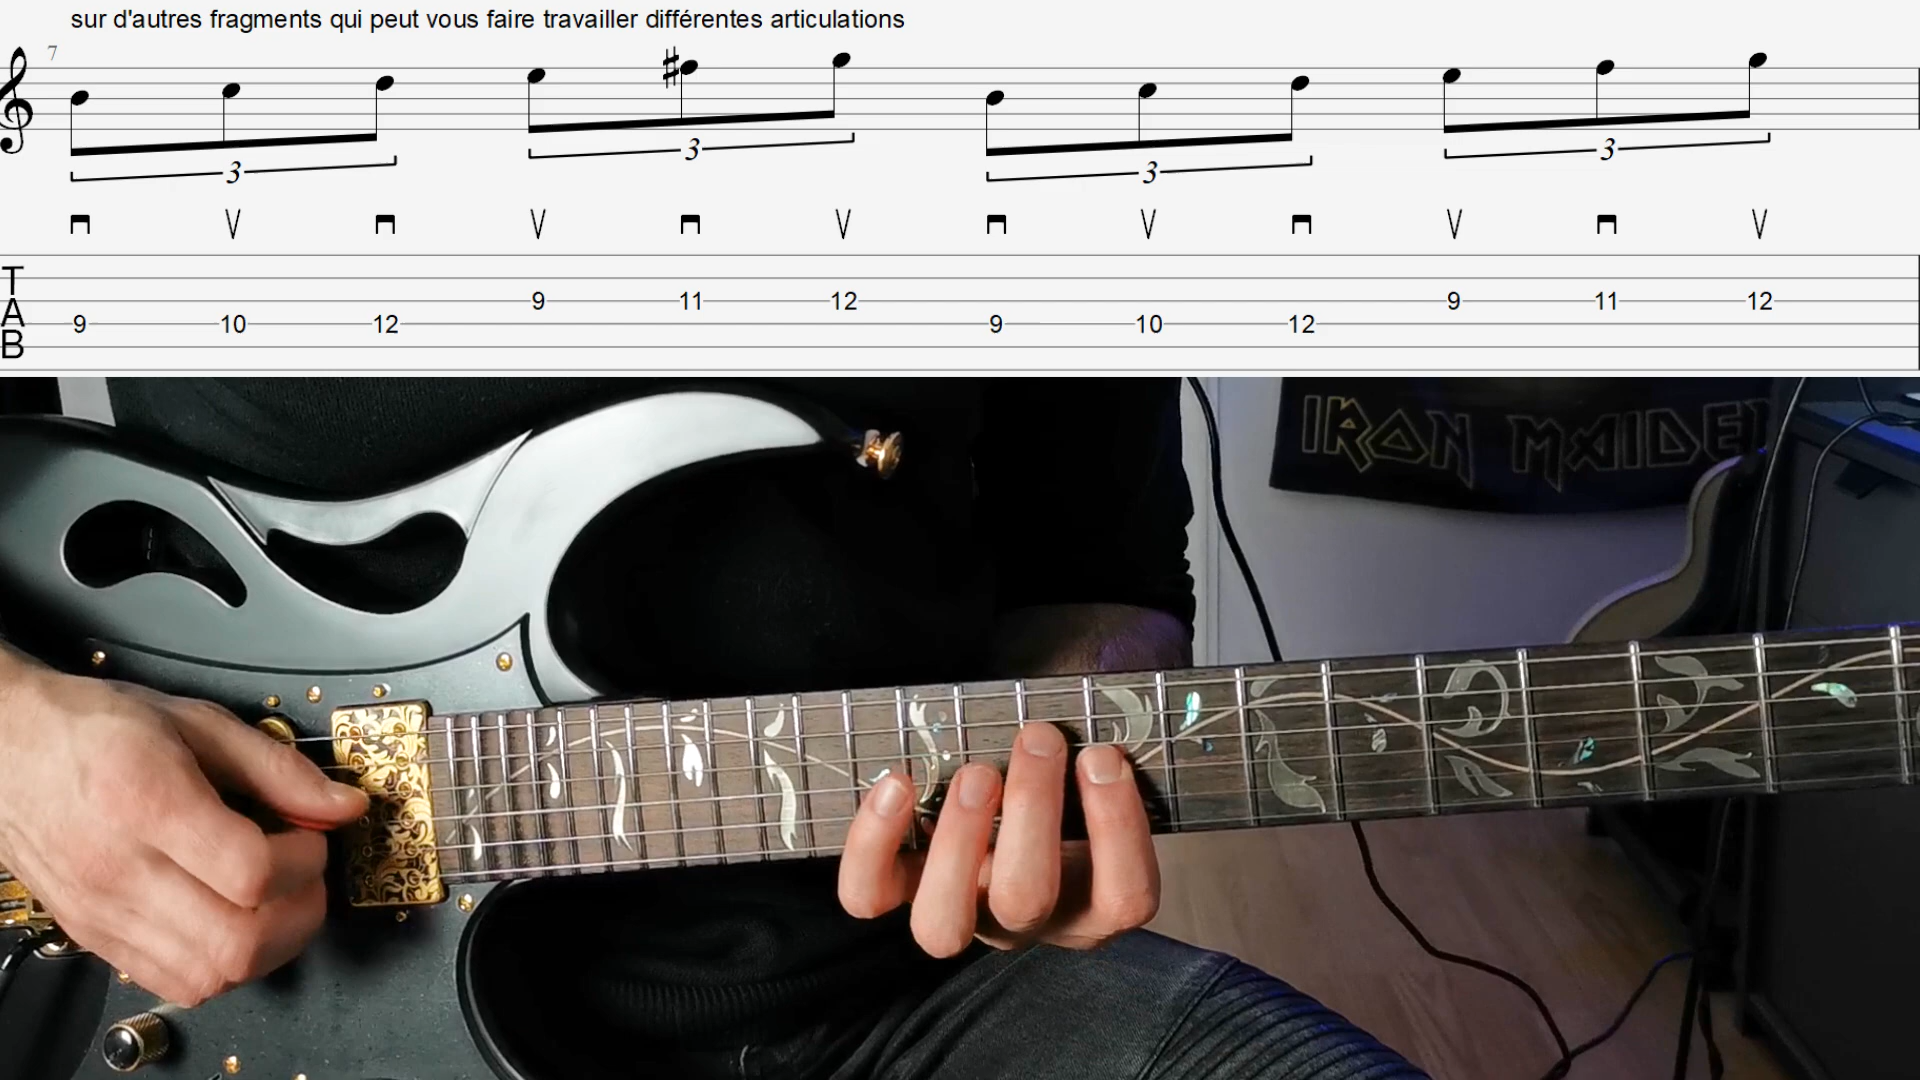 sur d'autres fragments qui peut vous faire travailler différentes articulations
7
3 3 3 3
T
A
B
9 11 12 9 11 12
9 10 12 9 10 12
IRON MAIDEN